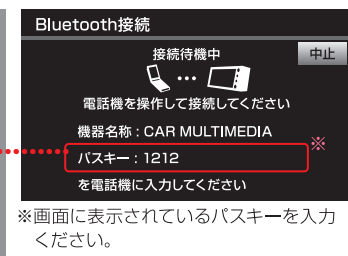 Bluetooth接続
接続待機中
中止
電話機を操作して接続してください
機器名称 : CAR MULTIMEDIA
パスキー : 1212
※
を電話機に入力してください
※画面に表示されているパスキーを入力
ください。